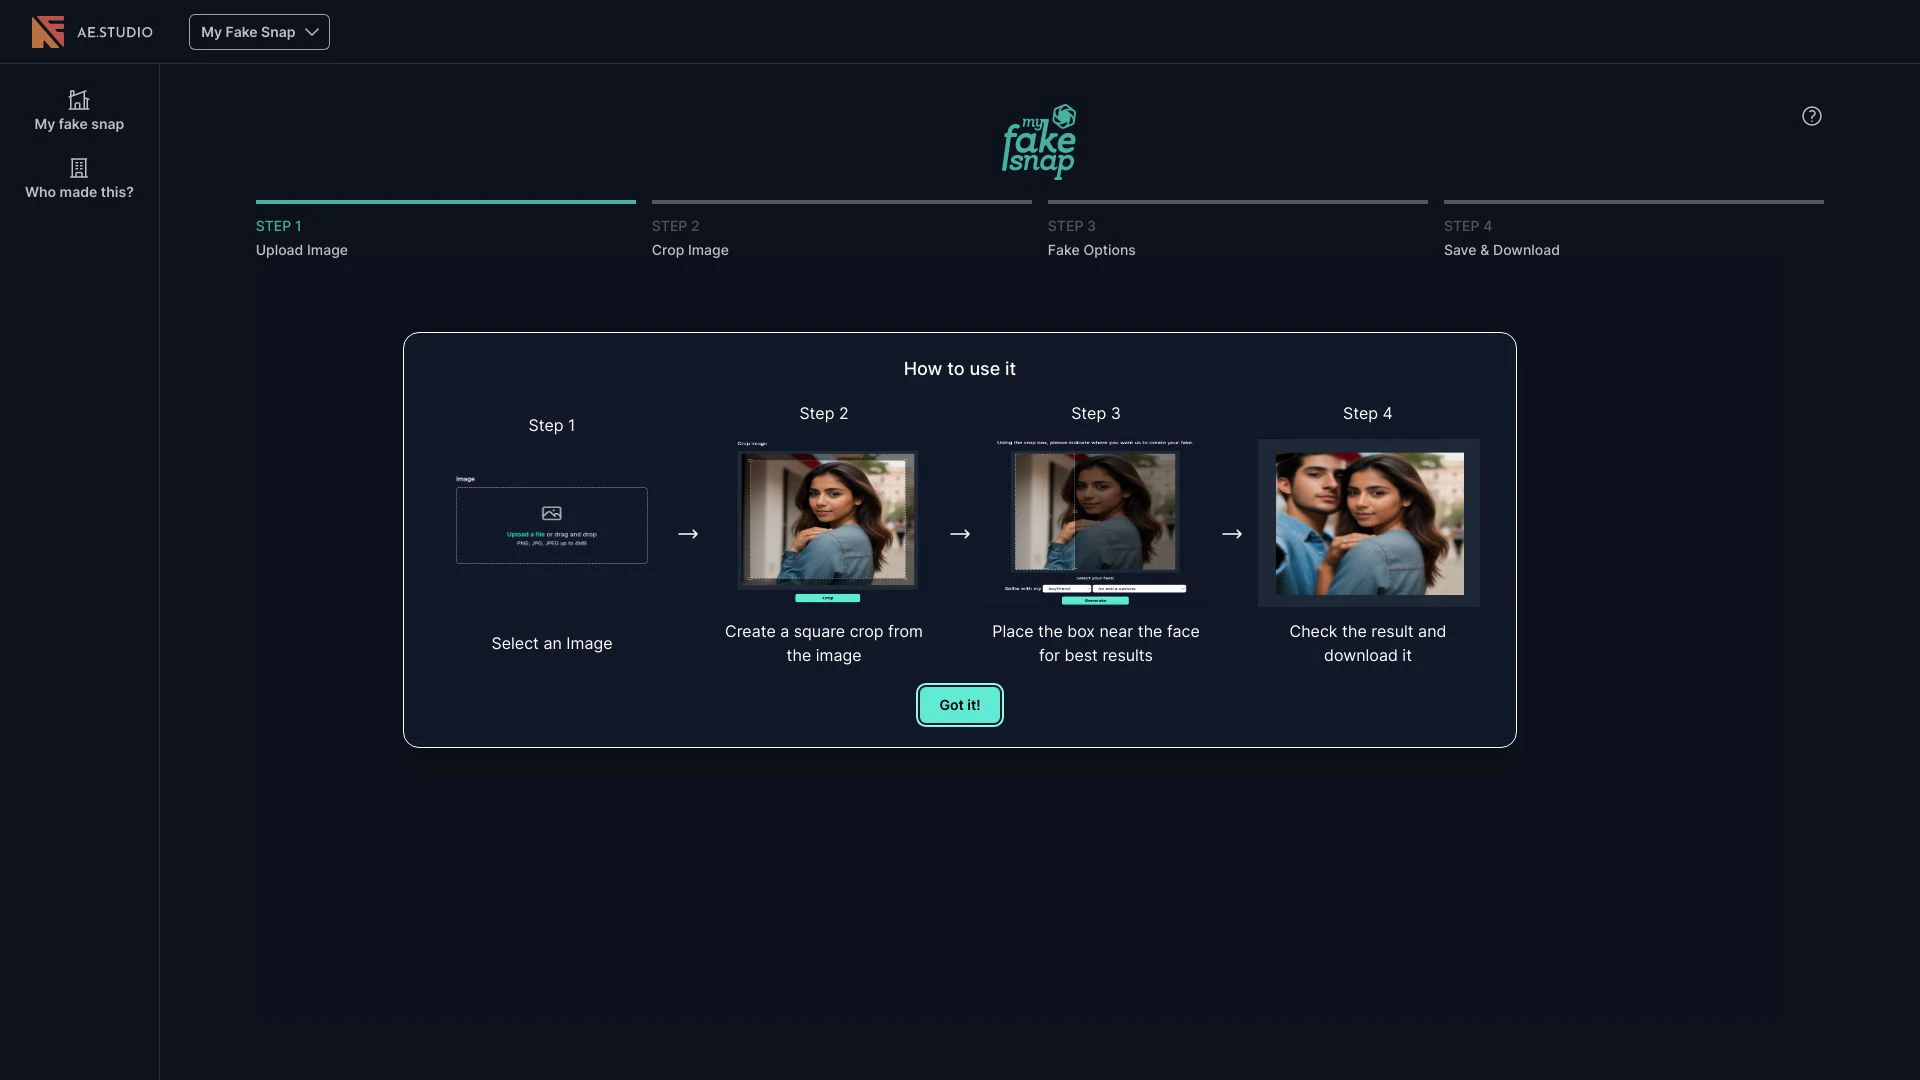 AE.STUDIO
My Fake Snap
My fake snap
Who made this?
my
fake
snap
STEP 1
Upload Image
STEP 2
Crop Image
STEP 3
Fake Options
STEP 4
Save & Download
How to use it
Step 1
Image
Upload a file or drag and drop
PNG, JPG, JPEG up to 4MB
Select an Image
Step 2
Crop Image
Crop
Create a square crop from
the image
Step 3
Using the crop box, please indicate where you want us to create your fake.
Select your fake:
Selfie with my boyfriend no extra options
Generate
Place the box near the face
for best results
Step 4
Check the result and
download it
Got it!